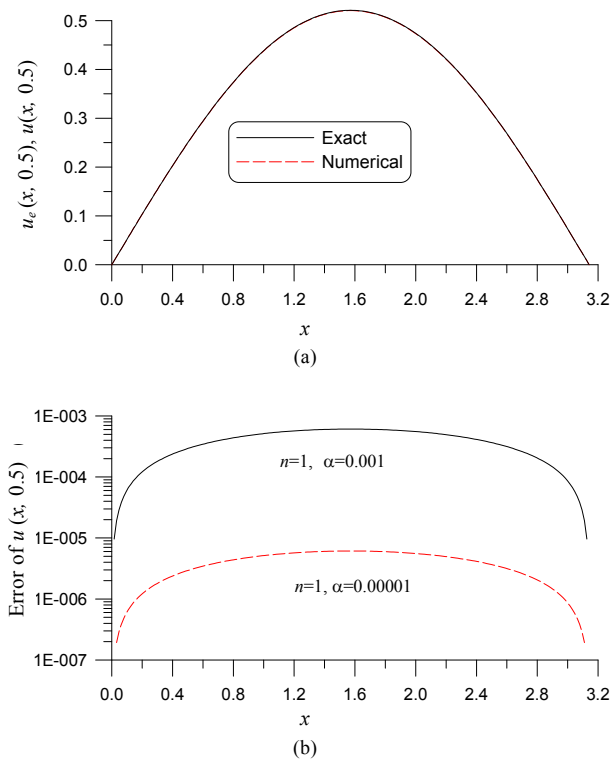 0.5
0.4
0.3
0.2
0.1
0.0
u_e (x, 0.5), u(x, 0.5)
Exact
Numerical
0.0 0.4 0.8 1.2 1.6 2.0 2.4 2.8 3.2
x
(a)
1E-003
1E-004
1E-005
1E-006
1E-007
Error of u (x, 0.5)
n=1, α=0.001
n=1, α=0.00001
0.0 0.4 0.8 1.2 1.6 2.0 2.4 2.8 3.2
x
(b)